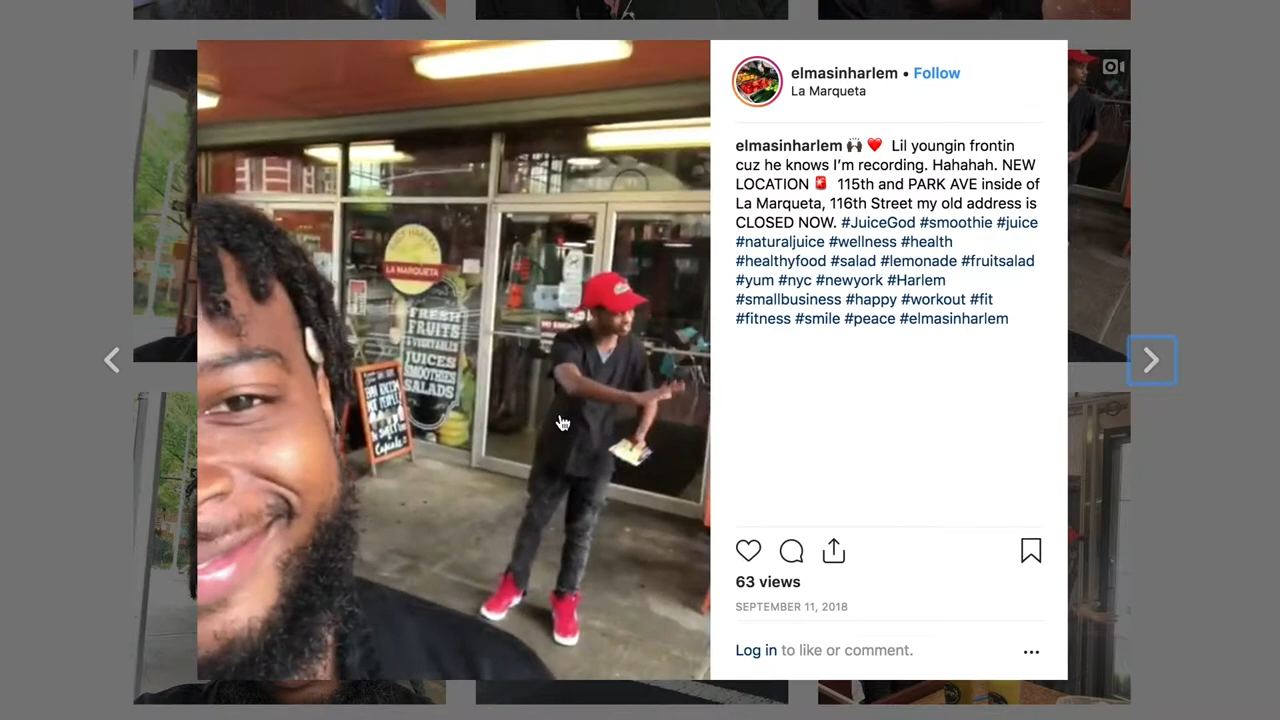 elmasinharlem • Follow
La Marqueta
elmasinharlem 🙌🏿 ❤️ Lil youngin frontin
cuz he knows I'm recording. Hahahah. NEW
LOCATION 🚨 115th and PARK AVE inside of
La Marqueta, 116th Street my old address is
CLOSED NOW. #JuiceGod #smoothie #juice
#naturaljuice #wellness #health
#healthyfood #salad #lemonade #fruitsalad
#yum #nyc #newyork #Harlem
#smallbusiness #happy #workout #fit
#fitness #smile #peace #elmasinharlem
HARLEM
LA MARQUETA
FRESH
FRUITS
& VEGETABLES
JUICES
SMOOTHIES
SALADS
63 views
SEPTEMBER 11, 2018
Log in to like or comment.